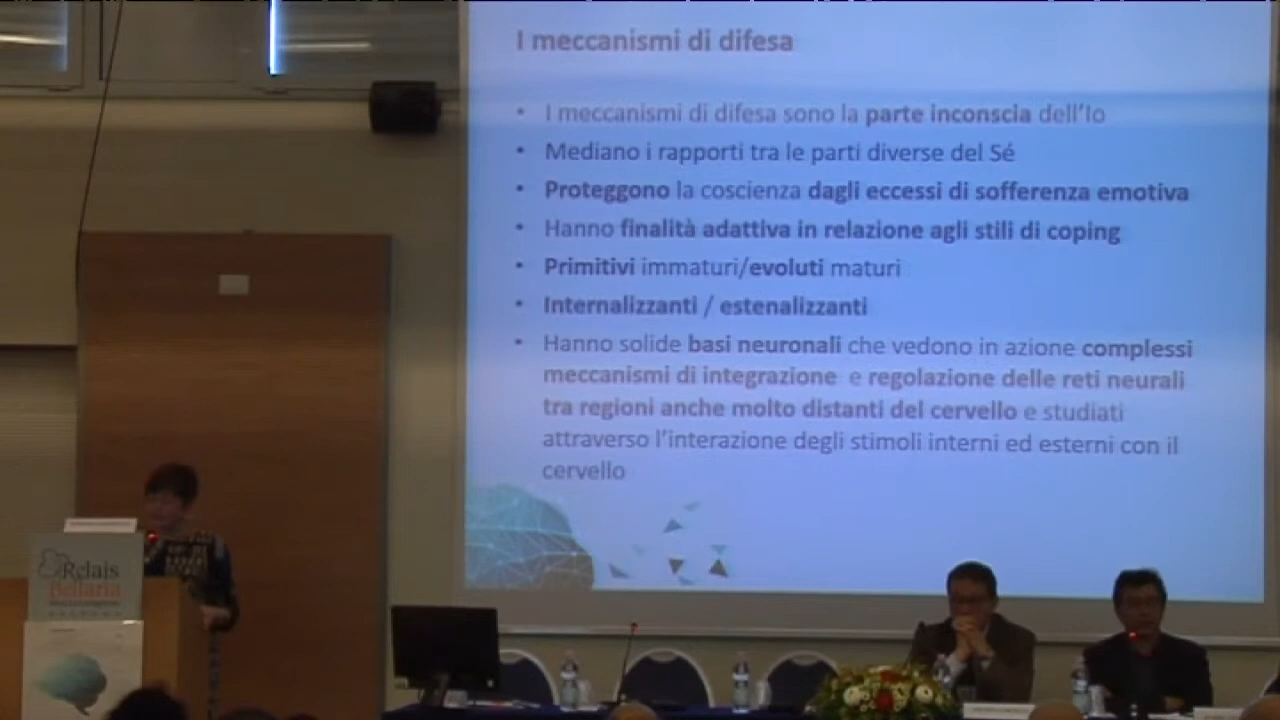 I meccanismi di difesa
• I meccanismi di difesa sono la parte inconscia dell'Io
• Mediano i rapporti tra le parti diverse del Sé
• Proteggono la coscienza dagli eccessi di sofferenza emotiva
• Hanno finalità adattiva in relazione agli stili di coping
• Primitivi immaturi/evoluti maturi
• Internalizzanti / estenalizzanti
• Hanno solide basi neuronali che vedono in azione complessi
meccanismi di integrazione e regolazione delle reti neurali
tra regioni anche molto distanti del cervello e studiati
attraverso l'interazione degli stimoli interni ed esterni con il
cervello
Relais
Bellaria